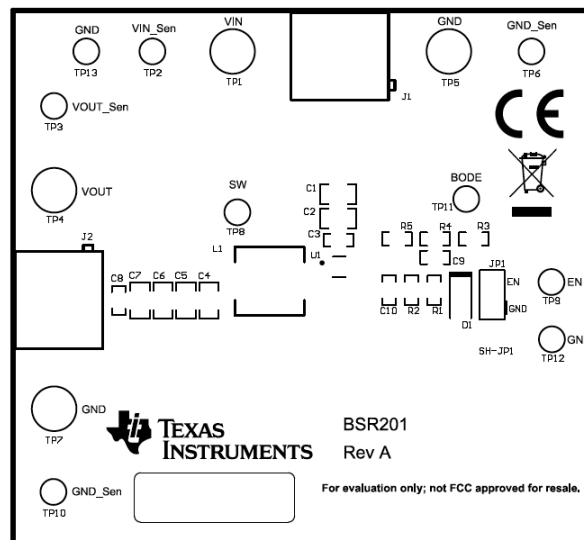 GND
TP13
VIN_Sen
TP2
VIN
TP1
J1
GND
TP5
GND_Sen
TP6
VOUT_Sen
TP3
CE
VOUT
TP4
SW
TP8
C1
C2
C3
U1
BODE
TP11
R5
R4
R3
C9
J2
L1
C8
C7
C6
C5
C4
C10
R2
R1
D1
JP1
EN
GND
SH-JP1
EN
TP9
GN
TP12
GND
TP7
TEXAS
INSTRUMENTS
BSR201
Rev A
GND_Sen
TP10
For evaluation only; not FCC approved for resale.